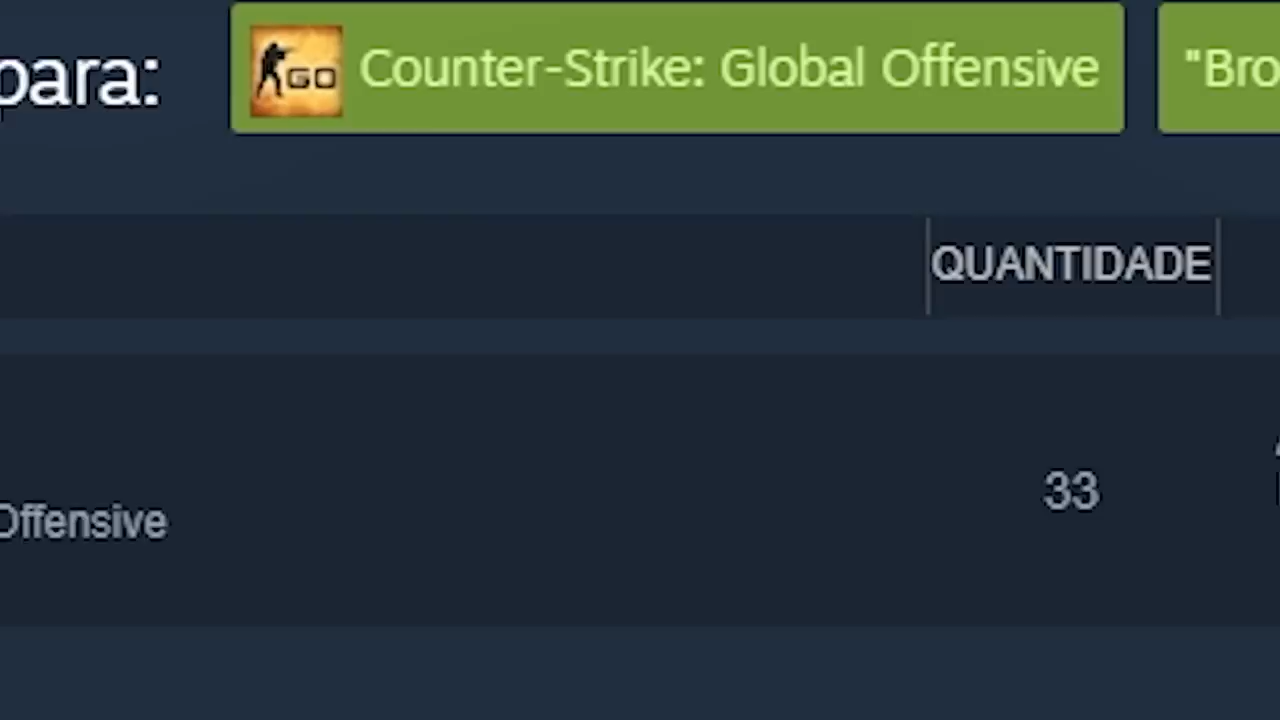 para: GO Counter-Strike: Global Offensive "Bro
QUANTIDADE
33
Offensive